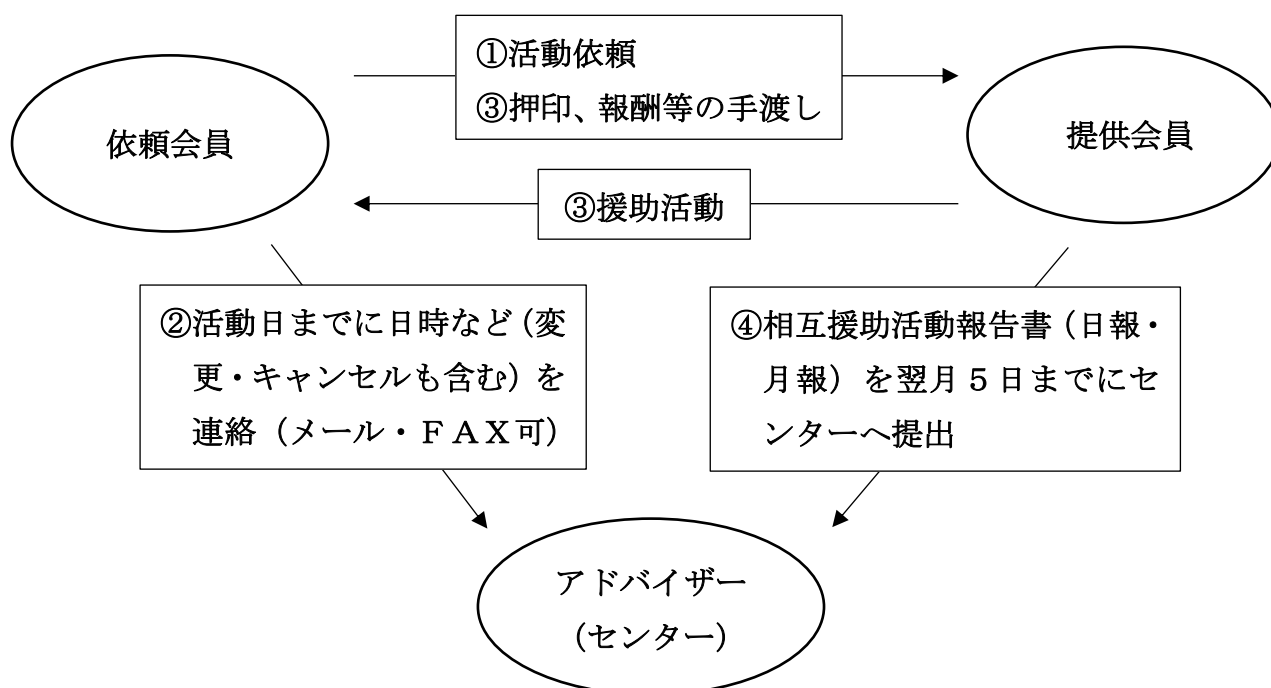 ①活動依頼
③押印、報酬等の手渡し
依頼会員
提供会員
③援助活動
②活動日までに日時など（変
更・キャンセルも含む）を
連絡（メール・ＦＡＸ可）
④相互援助活動報告書（日報・
月報）を翌月５日までにセ
ンターへ提出
アドバイザー
（センター）